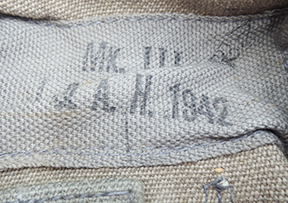 MK. III
& A. H. 1942